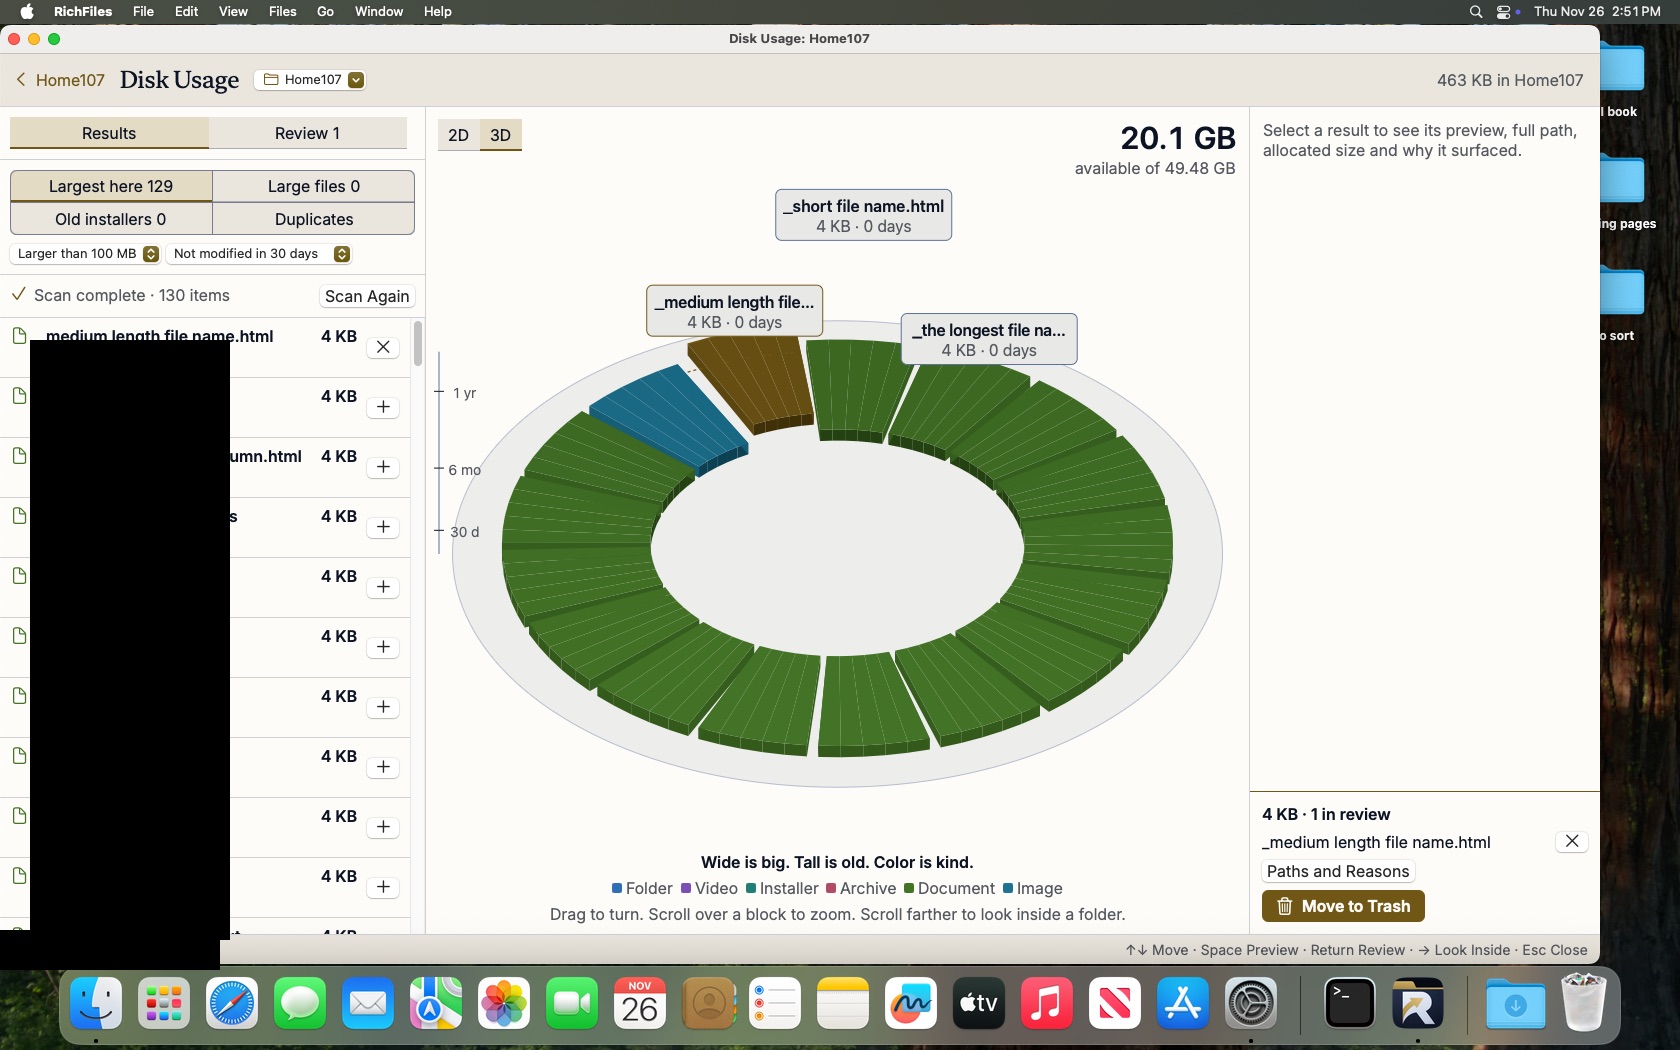 RichFiles File Edit View Files Go Window Help
Thu Nov 26 2:51 PM
Disk Usage: Home107
Home107 Disk Usage Home107
463 KB in Home107
Results Review 1
Largest here 129 Large files 0
Old installers 0 Duplicates
Larger than 100 MB Not modified in 30 days
Scan complete · 130 items Scan Again
_medium length file name.html 4 KB
4 KB
umn.html 4 KB
s 4 KB
4 KB
4 KB
4 KB
4 KB
4 KB
4 KB
4 KB
2D 3D
20.1 GB
available of 49.48 GB
_short file name.html
4 KB · 0 days
_medium length file...
4 KB · 0 days
_the longest file na...
4 KB · 0 days
1 yr
6 mo
30 d
Wide is big. Tall is old. Color is kind.
Folder Video Installer Archive Document Image
Drag to turn. Scroll over a block to zoom. Scroll farther to look inside a folder.
Select a result to see its preview, full path,
allocated size and why it surfaced.
4 KB · 1 in review
_medium length file name.html
Paths and Reasons
Move to Trash
↑↓ Move · Space Preview · Return Review · → Look Inside · Esc Close
l book
ing pages
o sort
NOV
26
tv
>_